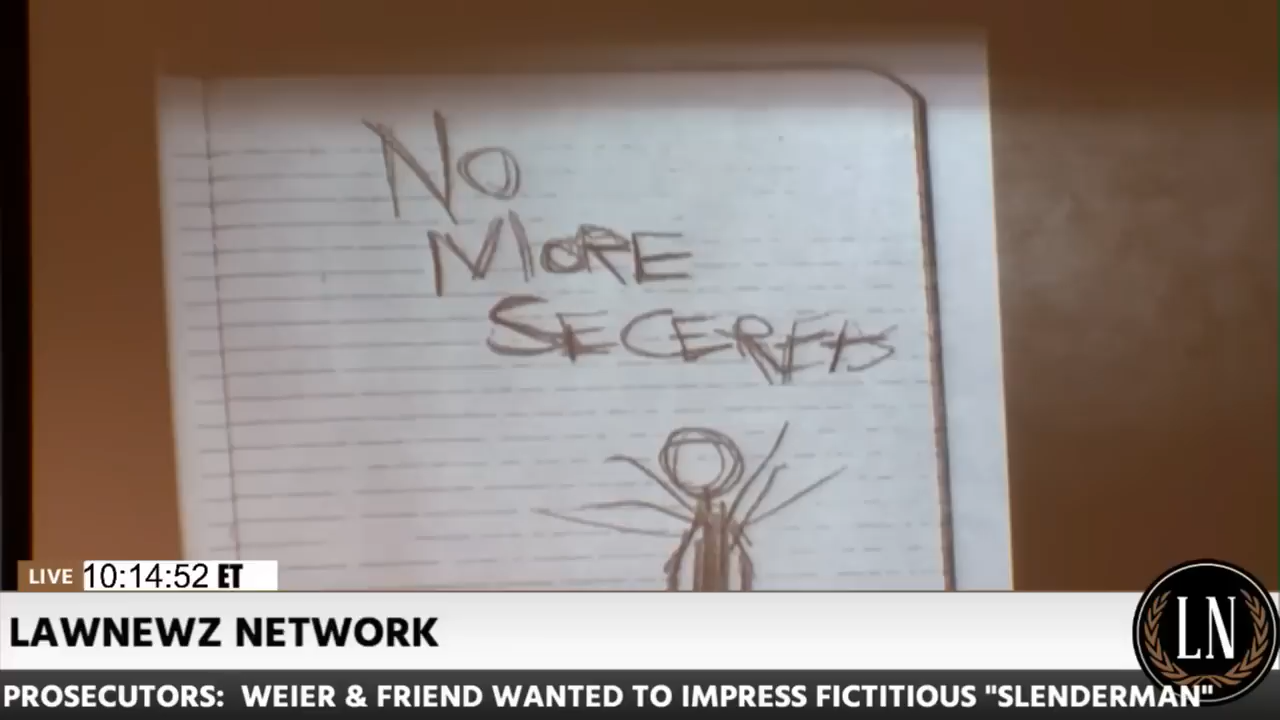 No
MORE
SECERETS
LIVE 10:14:52 ET
LAWNEWZ NETWORK
LN
PROSECUTORS: WEIER & FRIEND WANTED TO IMPRESS FICTITIOUS "SLENDERMAN"